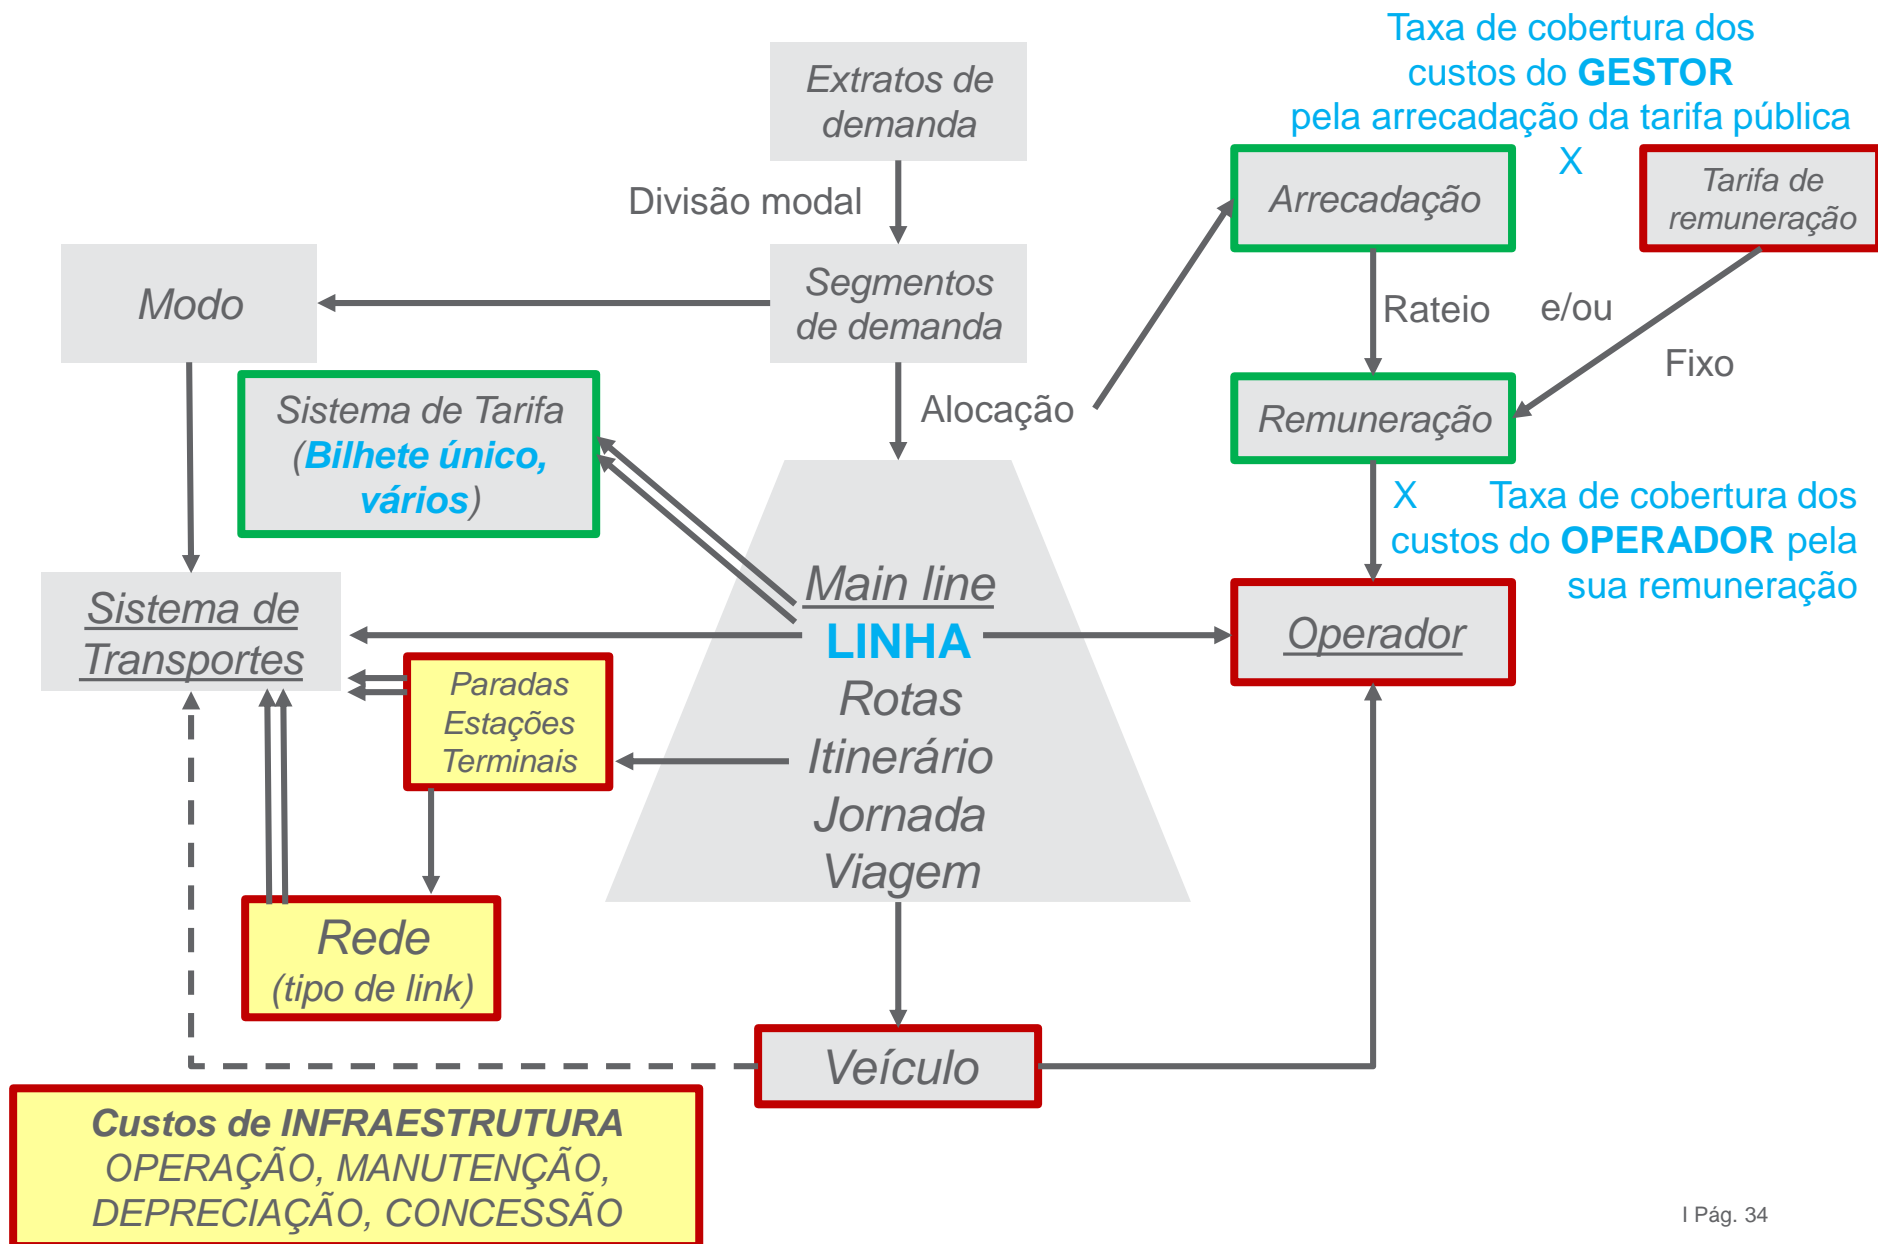 Taxa de cobertura dos
custos do GESTOR
pela arrecadação da tarifa pública
X
Extratos de
demanda
Divisão modal
Arrecadação
Tarifa de
remuneração
Modo
Segmentos
de demanda
Rateio
e/ou
Fixo
Sistema de Tarifa
(Bilhete único,
vários)
Alocação
Remuneração
X Taxa de cobertura dos
custos do OPERADOR pela
sua remuneração
Sistema de
Transportes
Main line
LINHA
Rotas
Itinerário
Jornada
Viagem
Operador
Paradas
Estações
Terminais
Rede
(tipo de link)
Veículo
Custos de INFRAESTRUTURA
OPERAÇÃO, MANUTENÇÃO,
DEPRECIAÇÃO, CONCESSÃO
I Pág. 34